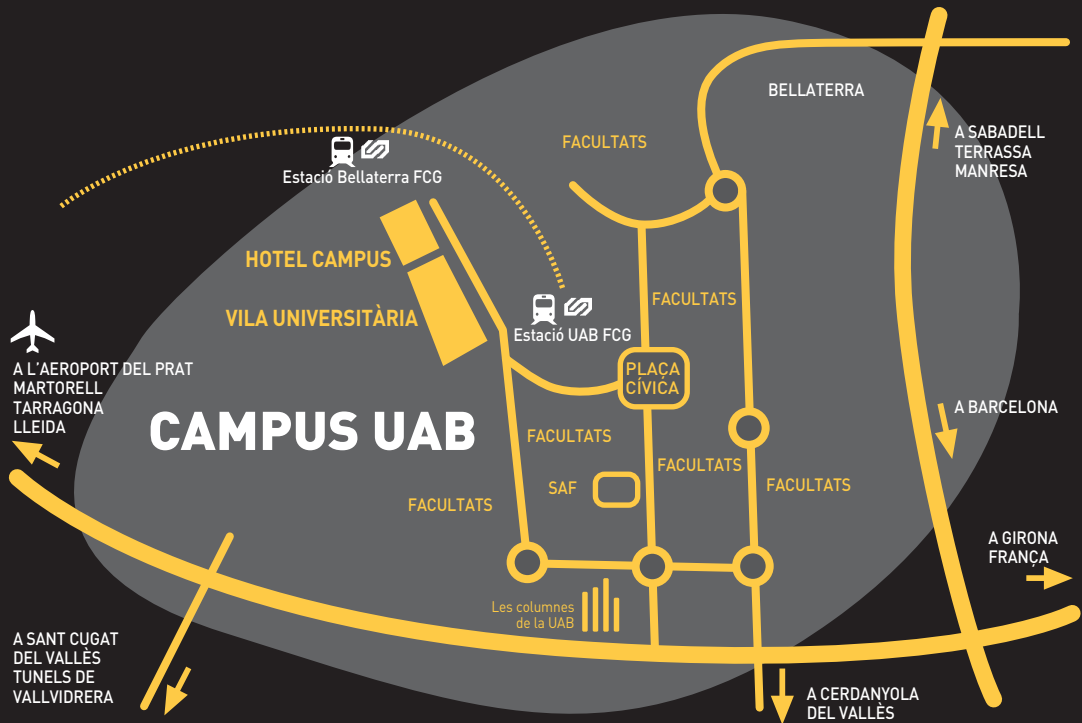 BELLATERRA
FACULTATS
A SABADELL
TERRASSA
MANRESA
Estació Bellaterra FCG
HOTEL CAMPUS
VILA UNIVERSITÀRIA
FACULTATS
Estació UAB FCG
A L'AEROPORT DEL PRAT
MARTORELL
TARRAGONA
LLEIDA
PLAÇA
CÍVICA
CAMPUS UAB
A BARCELONA
FACULTATS
FACULTATS
SAF
FACULTATS
FACULTATS
A GIRONA
FRANÇA
Les columnes
de la UAB
A SANT CUGAT
DEL VALLÈS
TUNELS DE
VALLVIDRERA
A CERDANYOLA
DEL VALLÈS